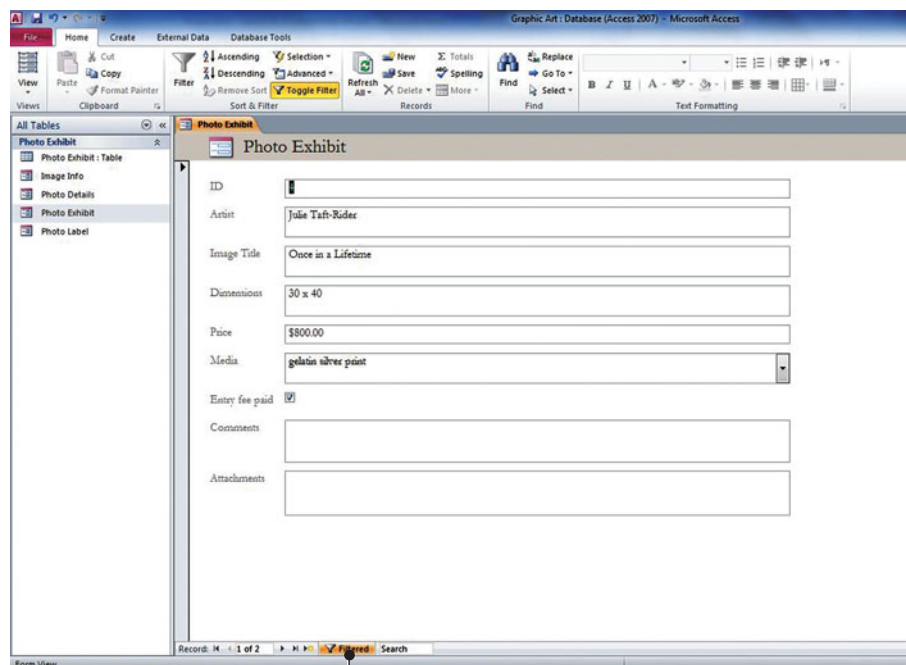 Graphic Art : Database (Access 2007) - Microsoft Access
File Home Create External Data Database Tools
View
Views
Paste
Cut
Copy
Format Painter
Clipboard
Filter
Ascending
Descending
Remove Sort
Selection
Advanced
Toggle Filter
Sort & Filter
Refresh All
New
Save
Delete
Totals
Spelling
More
Records
Find
Replace
Go To
Select
Find
B I U A
Text Formatting
All Tables
Photo Exhibit
Photo Exhibit : Table
Image Info
Photo Details
Photo Exhibit
Photo Label
Photo Exhibit
Photo Exhibit
ID
Artist Julie Taft-Rider
Image Title Once in a Lifetime
Dimentions 30 x 40
Price $800.00
Media gelatin silver print
Entry fee paid
Comments
Attachments
Record: 1 of 2 Filtered Search
Form View